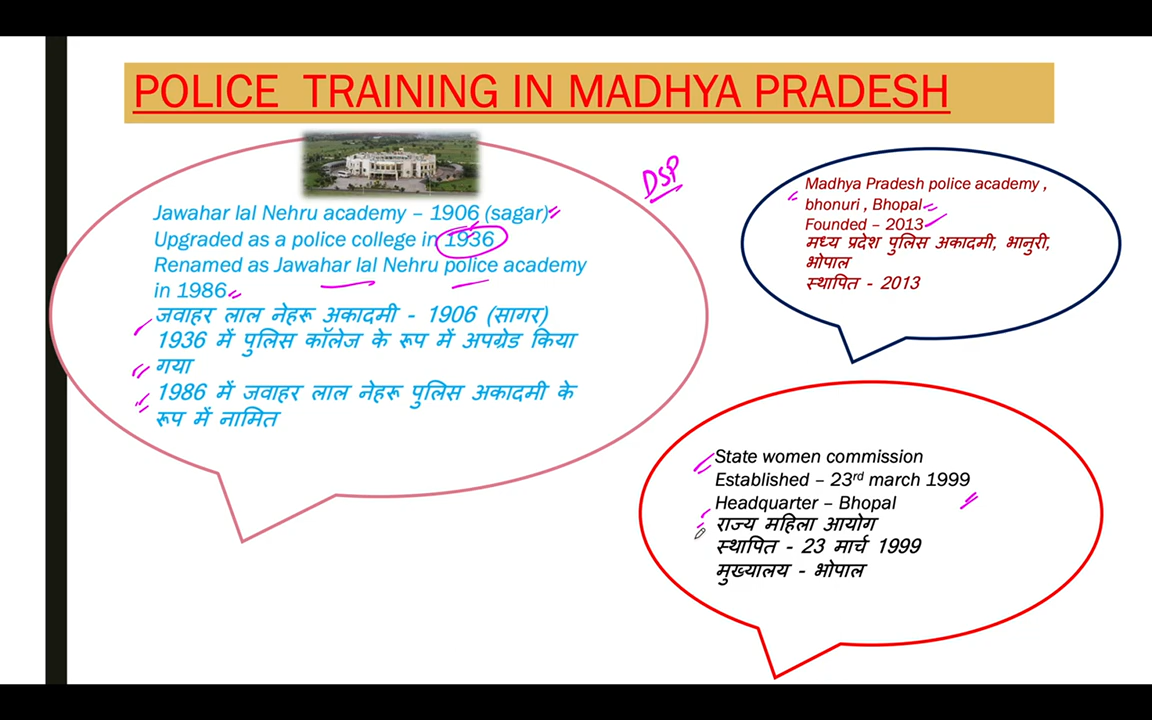 POLICE TRAINING IN MADHYA PRADESH
Jawahar lal Nehru academy – 1906 (sagar)
Upgraded as a police college in 1936
Renamed as Jawahar lal Nehru police academy
in 1986
जवाहर लाल नेहरू अकादमी - 1906 (सागर)
1936 में पुलिस कॉलेज के रूप में अपग्रेड किया
गया
1986 में जवाहर लाल नेहरू पुलिस अकादमी के
रूप में नामित
DSP
Madhya Pradesh police academy ,
bhonuri , Bhopal
Founded – 2013
मध्य प्रदेश पुलिस अकादमी, भानुरी,
भोपाल
स्थापित - 2013
State women commission
Established – 23rd march 1999
Headquarter – Bhopal
राज्य महिला आयोग
स्थापित - 23 मार्च 1999
मुख्यालय - भोपाल